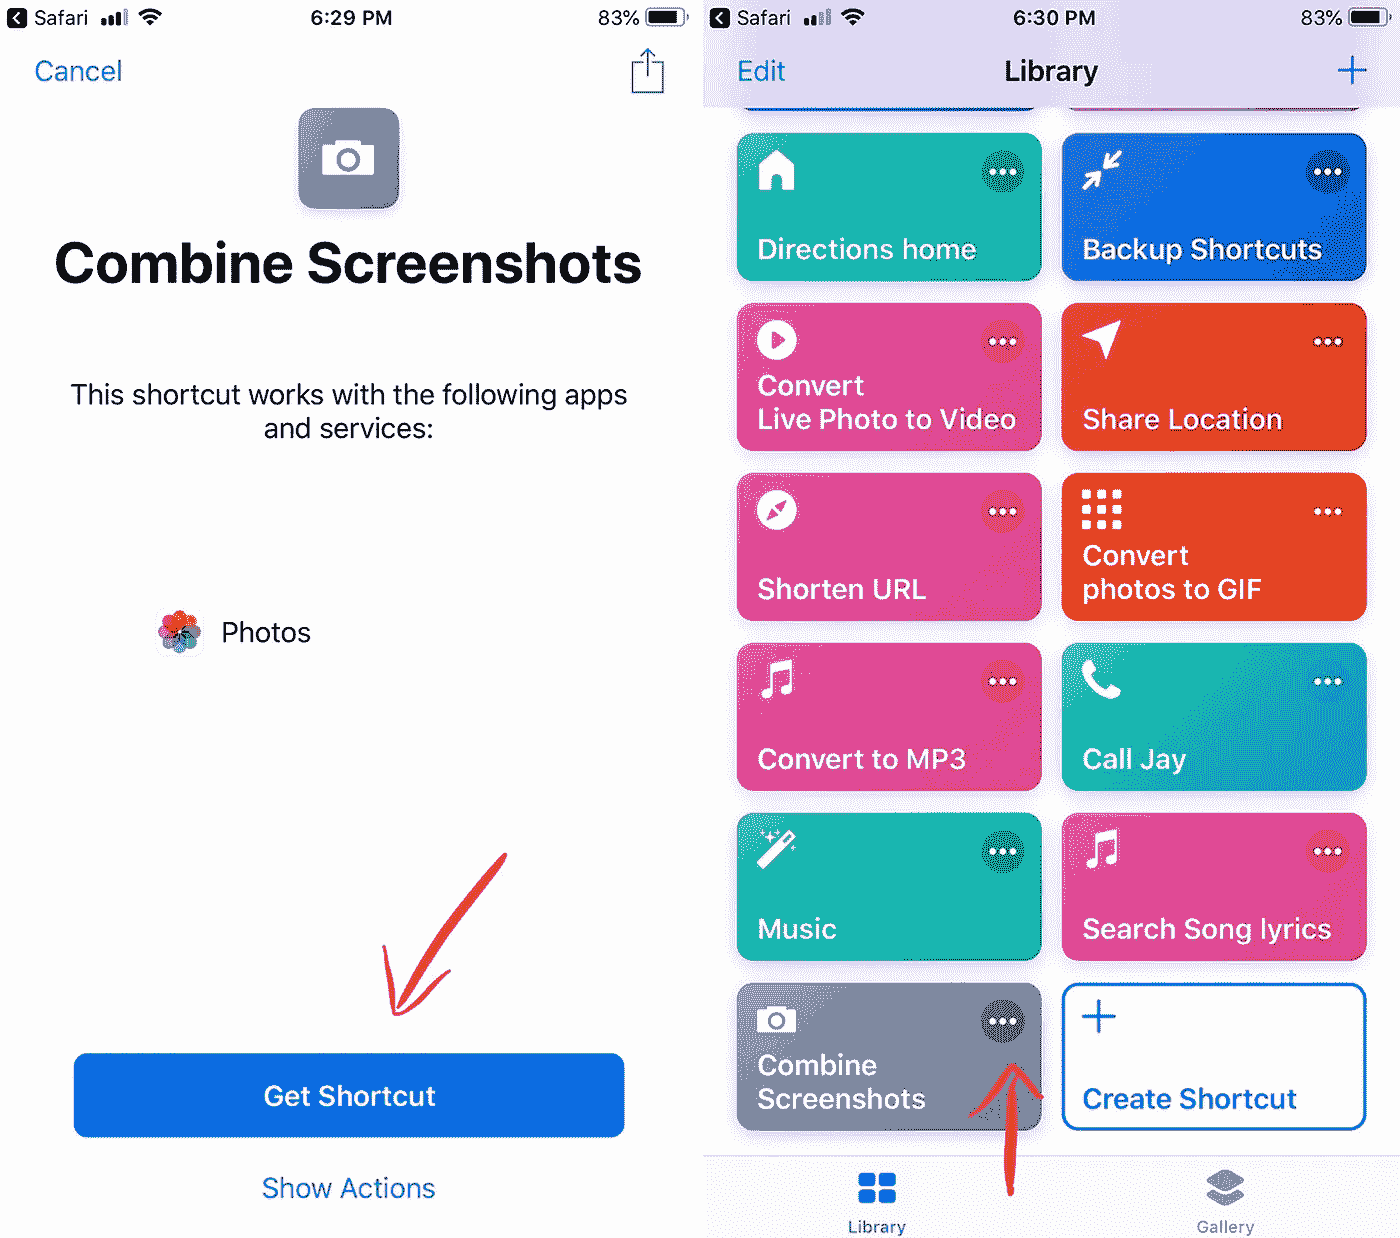 Safari 6:29 PM 83%
Cancel
Combine Screenshots
This shortcut works with the following apps
and services:
Photos
Get Shortcut
Show Actions
Safari 6:30 PM 83%
Edit Library
Directions home
Backup Shortcuts
Convert
Live Photo to Video
Share Location
Shorten URL
Convert
photos to GIF
Convert to MP3
Call Jay
Music
Search Song lyrics
Combine
Screenshots
Create Shortcut
Library
Gallery